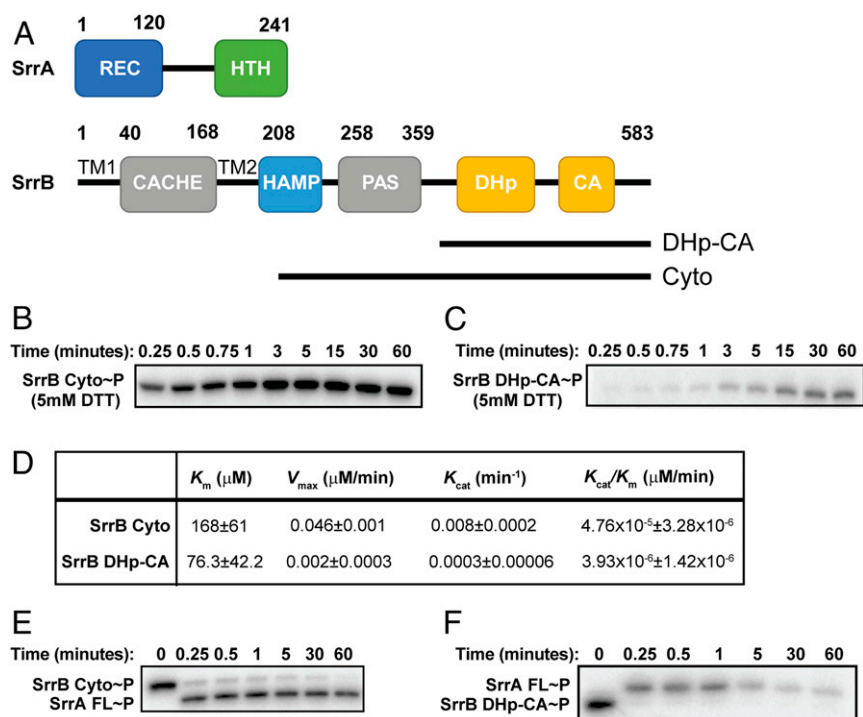 A
1 120 241
SrrA REC HTH
1 40 168 208 258 359 583
TM1 TM2
SrrB CACHE HAMP PAS DHp CA
DHp-CA
Cyto
B
Time (minutes): 0.25 0.5 0.75 1 3 5 15 30 60
SrrB Cyto~P
(5mM DTT)
C
Time (minutes): 0.25 0.5 0.75 1 3 5 15 30 60
SrrB DHp-CA~P
(5mM DTT)
D
Km (μM) Vmax (μM/min) Kcat (min-1) Kcat/Km (μM/min)
SrrB Cyto 168±61 0.046±0.001 0.008±0.0002 4.76x10-5±3.28x10-6
SrrB DHp-CA 76.3±42.2 0.002±0.0003 0.0003±0.00006 3.93x10-6±1.42x10-6
E
Time (minutes): 0 0.25 0.5 1 5 30 60
SrrB Cyto~P
SrrA FL~P
F
Time (minutes): 0 0.25 0.5 1 5 30 60
SrrA FL~P
SrrB DHp-CA~P